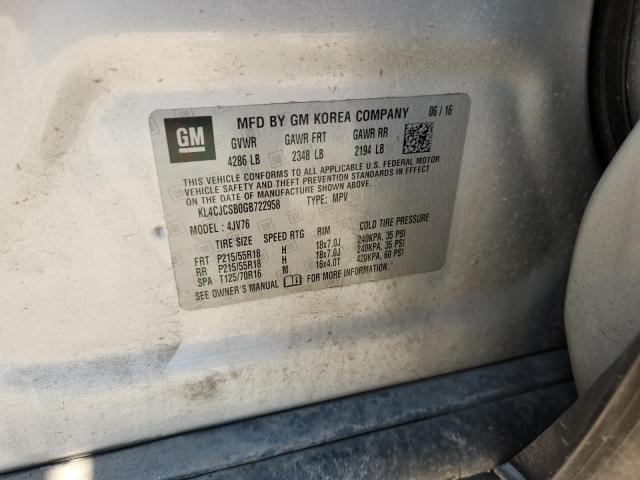 GM
MFD BY GM KOREA COMPANY 06 / 16
GVWR GAWR FRT GAWR RR
4286 LB 2348 LB 2194 LB
THIS VEHICLE CONFORMS TO ALL APPLICABLE U.S. FEDERAL MOTOR
VEHICLE SAFETY AND THEFT PREVENTION STANDARDS IN EFFECT
ON THE DATE OF MANUFACTURE SHOWN ABOVE.
KL4CJCSB0GB722958 TYPE: MPV
MODEL : 4JV76
TIRE SIZE SPEED RTG RIM COLD TIRE PRESSURE
FRT P215/55R18 H 18x7.0J 240KPA, 35 PSI
RR P215/55R18 H 18x7.0J 240KPA, 35 PSI
SPA T125/70R16 M 16x4.0T 420KPA, 60 PSI
SEE OWNER'S MANUAL FOR MORE INFORMATION.